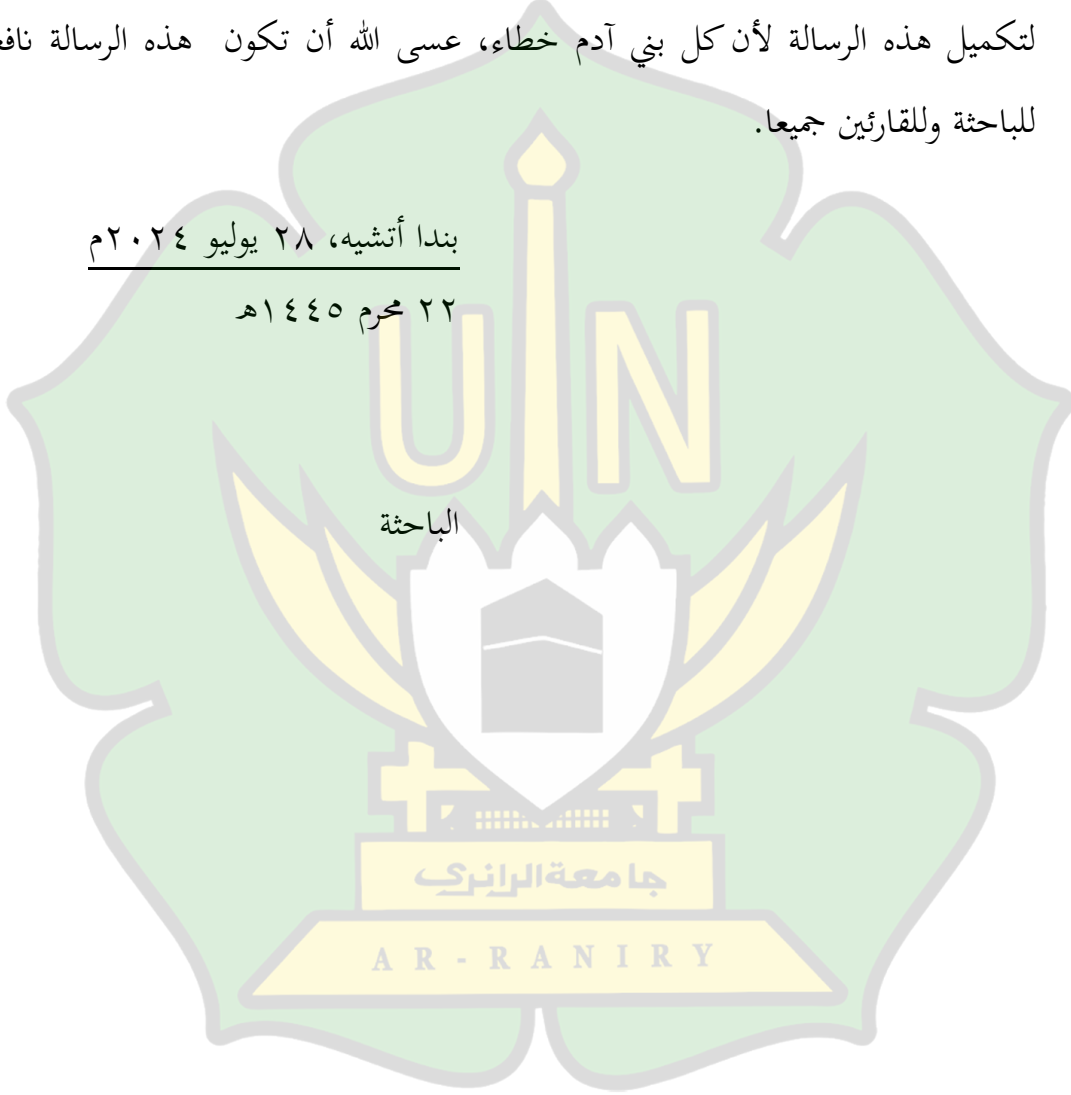 لتكميل هذه الرسالة لأن كل بني آدم خطاء، عسى الله أن تكون هذه الرسالة
للباحثة وللقارئين جميعا.
بندا أتشيه، ٢٨ يوليو ٢٠٢٤م
٢٢ محرم ١٤٤٥هـ
UIN
الباحثة
جامعة الرانري
AR-RANIRY